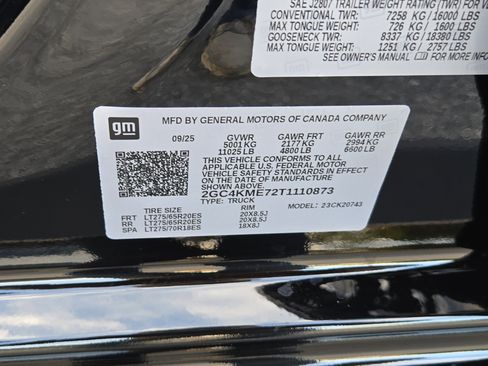 SAE J2807 TRAILER WEIGHT RATING (TWR) FOR V
CONVENTIONAL TWR: 7258 KG/16000 LBS
MAX TONGUE WEIGHT: 726 KG/ 1600 LBS
GOOSENECK TWR: 8337 KG/18380 LBS
MAX TONGUE WEIGHT: 1251 KG/ 2757 LBS
SEE OWNER'S MANUAL FOR MORE INFO
MFD BY GENERAL MOTORS OF CANADA COMPANY
gm
09/25 GVWR GAWR FRT GAWR RR
5001 KG 2177 KG 2994 KG
11025 LB 4800 LB 6600 LB
THIS VEHICLE CONFORMS TO ALL
APPLICABLE U.S. FEDERAL MOTOR
VEHICLE SAFETY STANDARDS IN EFFECT
ON THE DATE OF MANUFACTURE
2GC4KME72T1110873
TYPE: TRUCK 23CK20743
TIRE SIZE RIM
FRT LT275/65R20ES 20X8.5J
RR LT275/65R20ES 20X8.5J
SPA LT275/70R18ES 18X8J